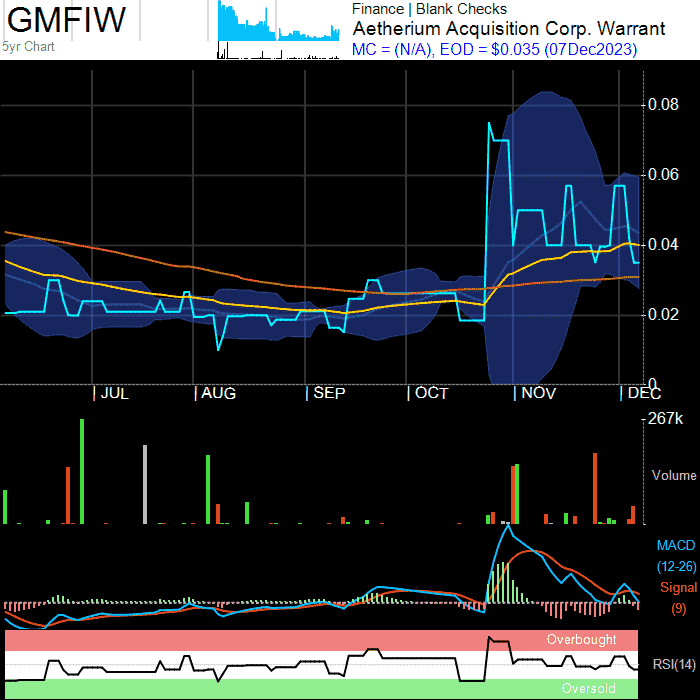 GMFIW
5yr Chart
Finance | Blank Checks
Aetherium Acquisition Corp. Warrant
MC = (N/A), EOD = $0.035 (07Dec2023)
0.08
0.06
0.04
0.02
0
| JUL | AUG | SEP | OCT | NOV | DEC
267k
Volume
MACD
(12-26)
Signal
(9)
Overbought
RSI(14)
Oversold